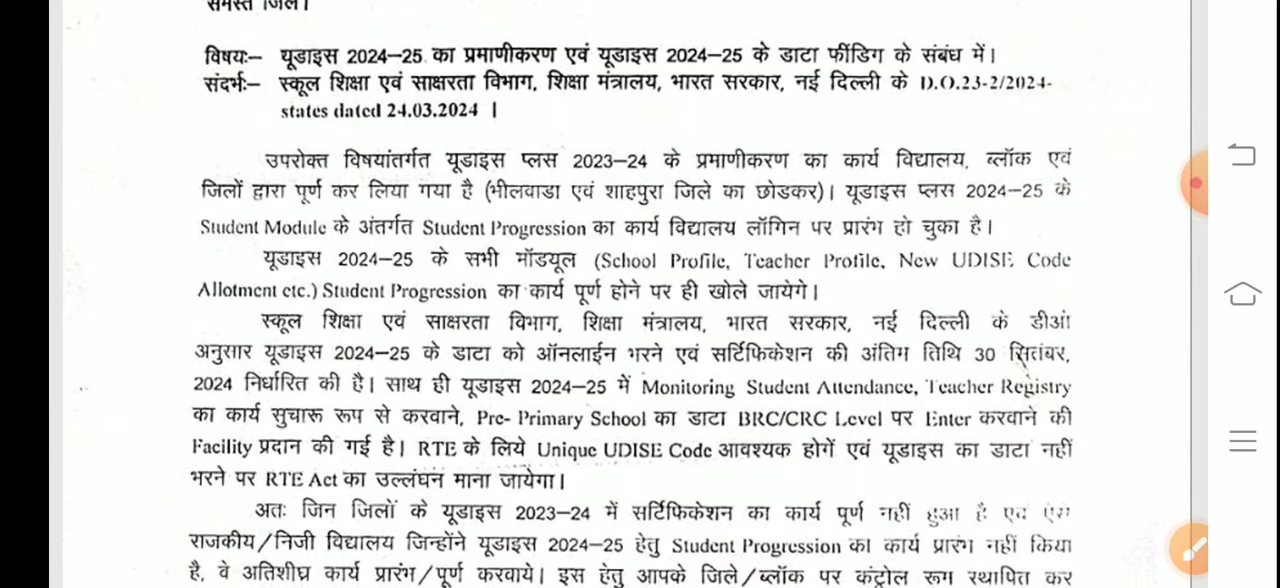 समस्त जिले।
विषयः– यूडाइस 2024–25 का प्रमाणीकरण एवं यूडाइस 2024–25 के डाटा फींडिग के संबंध में।
संदर्भः– स्कूल शिक्षा एवं साक्षरता विभाग, शिक्षा मंत्रालय, भारत सरकार, नई दिल्ली के D.O.23-2/2024-
states dated 24.03.2024 ।
उपरोक्त विषयांतर्गत यूडाइस प्लस 2023–24 के प्रमाणीकरण का कार्य विद्यालय, ब्लॉक एवं
जिलों द्वारा पूर्ण कर लिया गया है (भीलवाडा एवं शाहपुरा जिले का छोडकर)। यूडाइस प्लस 2024–25 के
Student Module के अंतर्गत Student Progression का कार्य विद्यालय लॉगिन पर प्रारंभ हो चुका है।
यूडाइस 2024–25 के सभी मॉडयूल (School Profile, Teacher Profile, New UDISE Code
Allotment etc.) Student Progression का कार्य पूर्ण होने पर ही खोले जायेगे।
स्कूल शिक्षा एवं साक्षरता विभाग, शिक्षा मंत्रालय, भारत सरकार, नई दिल्ली के डीओ
अनुसार यूडाइस 2024–25 के डाटा को ऑनलाईन भरने एवं सर्टिफिकेशन की अंतिम तिथि 30 सितंबर,
2024 निर्धारित की है। साथ ही यूडाइस 2024–25 में Monitoring Student Attendance, Teacher Registry
का कार्य सुचारू रूप से करवाने, Pre- Primary School का डाटा BRC/CRC Level पर Enter करवाने की
Facility प्रदान की गई है। RTE के लिये Unique UDISE Code आवश्यक होगें एवं यूडाइस का डाटा नहीं
भरने पर RTE Act का उल्लंघन माना जायेगा।
अतः जिन जिलों के यूडाइस 2023–24 में सर्टिफिकेशन का कार्य पूर्ण नहीं हुआ है एवं ऐसे
राजकीय/निजी विद्यालय जिन्होंने यूडाइस 2024–25 हेतु Student Progression का कार्य प्रारंभ नहीं किया
है, वे अतिशीघ्र कार्य प्रारंभ/पूर्ण करवाये। इस हेतु आपके जिले/ब्लॉक पर कंट्रोल रूम स्थापित कर